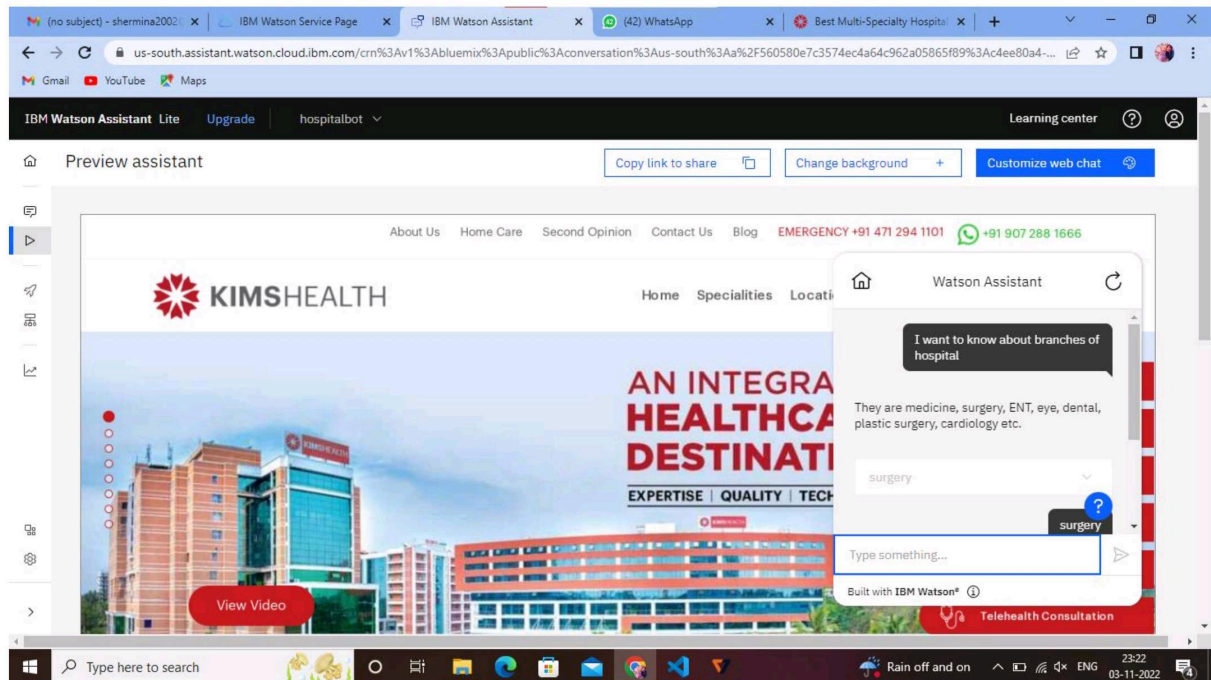 (no subject) - shermina2002
IBM Watson Service Page
IBM Watson Assistant
(42) WhatsApp
Best Multi-Specialty Hospital
us-south.assistant.watson.cloud.ibm.com/crn%3Av1%3Abluemix%3Apublic%3Aconversation%3Aus-south%3Aa%2F560580e7c3574ec4a64c962a05865f89%3Ac4ee80a4-...
Gmail
YouTube
Maps
IBM Watson Assistant Lite
Upgrade
hospitalbot
Learning center
Preview assistant
Copy link to share
Change background +
Customize web chat
About Us
Home Care
Second Opinion
Contact Us
Blog
EMERGENCY +91 471 294 1101
+91 907 288 1666
KIMSHEALTH
Home
Specialities
Locati
Watson Assistant
I want to know about branches of
hospital
They are medicine, surgery, ENT, eye, dental,
plastic surgery, cardiology etc.
surgery
?
surgery
Type something...
Built with IBM Watson®
AN INTEGRA
HEALTHCA
DESTINATI
EXPERTISE | QUALITY | TECH
KIMSHEALTH
View Video
Telehealth Consultation
Type here to search
Rain off and on
ENG
23:22
03-11-2022
4